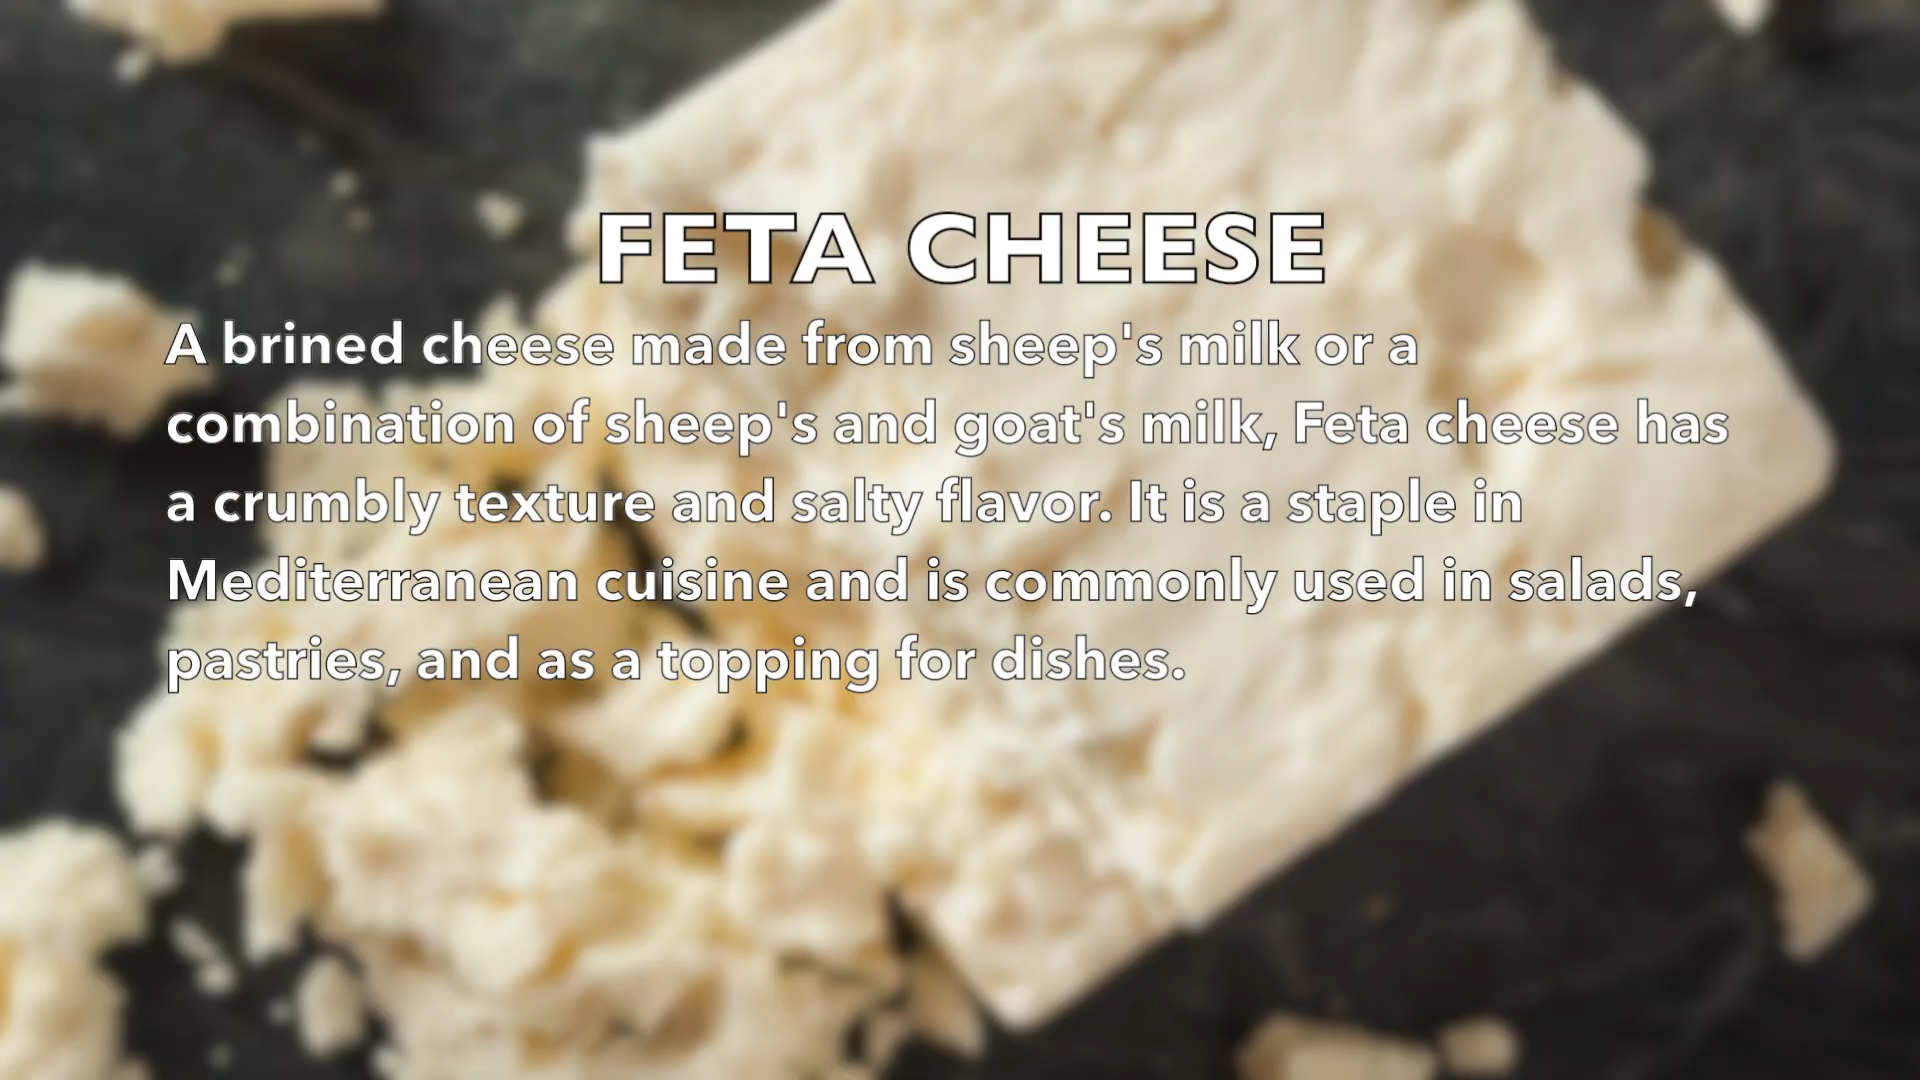 FETA CHEESE
A brined cheese made from sheep's milk or a
combination of sheep's and goat's milk, Feta cheese has
a crumbly texture and salty flavor. It is a staple in
Mediterranean cuisine and is commonly used in salads,
pastries, and as a topping for dishes.